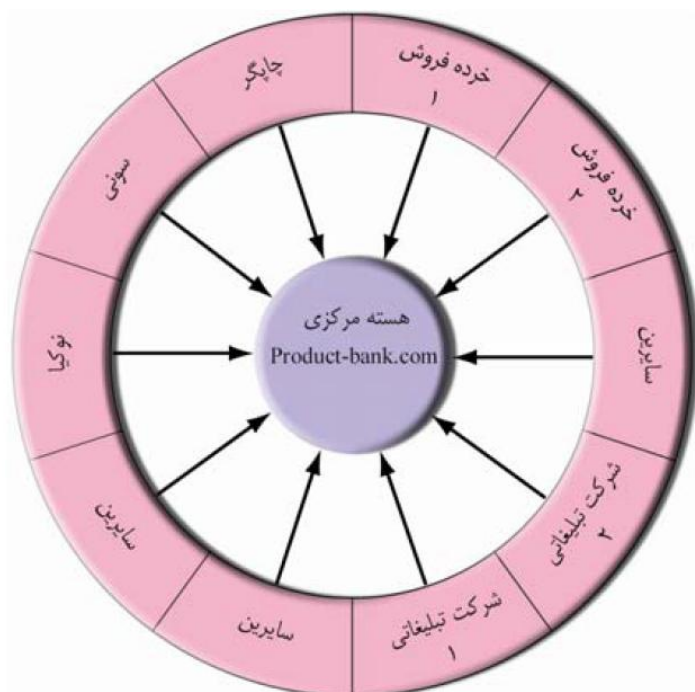 خرده فروش
۱
خرده فروش
۲
سایرین
شرکت تبلیغاتی
۲
شرکت تبلیغاتی
۱
سایرین
سایرین
نوکیا
سونی
چاپگر
هسته مرکزی
Product-bank.com